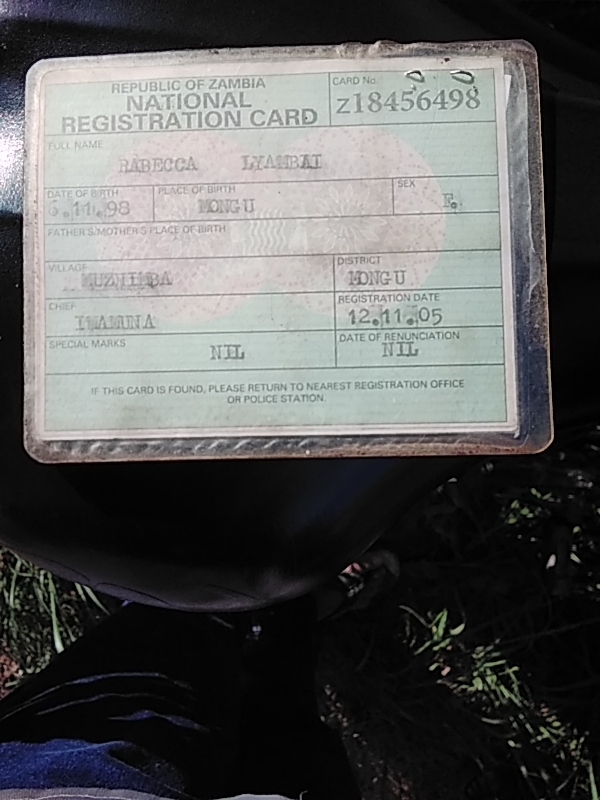 REPUBLIC OF ZAMBIA
NATIONAL
REGISTRATION CARD
CARD No.
Z18456498
FULL NAME
RABECCA LYAMBAI
DATE OF BIRTH
.11.98
PLACE OF BIRTH
MONGU
SEX
F.
FATHER'S/MOTHER'S PLACE OF BIRTH
VILLAGE
DISTRICT
MONGU
CHIEF
REGISTRATION DATE
12.11.05
SPECIAL MARKS
NIL
DATE OF RENUNCIATION
NIL
IF THIS CARD IS FOUND, PLEASE RETURN TO NEAREST REGISTRATION OFFICE
OR POLICE STATION.